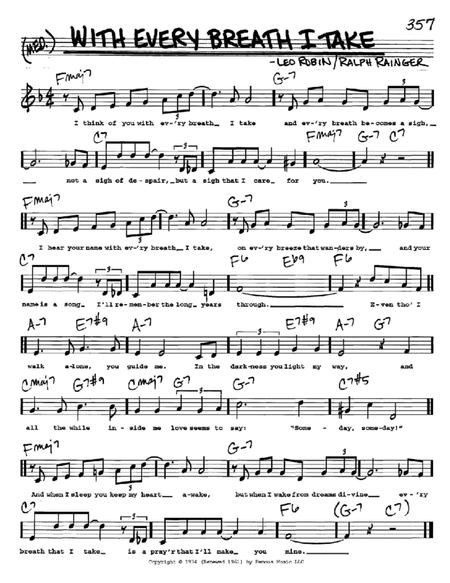 357
(MED.) WITH EVERY BREATH I TAKE
-LEO ROBIN/RALPH RAINGER
Fmaj7 G-7
I think of you with ev-'ry breath I take and ev-'ry breath be-comes a sigh,
C7 Fmaj7 G-7 C7
not a sigh of de-spair, but a sigh that I care for you.
Fmaj7 G-7
I hear your name with ev-'ry breath I take, on ev-'ry breeze that wan-ders by, and your
C7 F6 Eb9 F6
name is a song I'll re-mem-ber the long years through. E-ven tho' I
A-7 E7#9 A-7 E7#9 A-7 G7
walk a-lone, you guide me. In the dark-ness you light my way, and
Cmaj7 G7#9 Cmaj7 G7 G-7 C7#5
all the while in-side me love seems to say: "Some-day, some-day!"
Fmaj7 G-7
And when I sleep you keep my heart a-wake, but when I wake from dreams di-vine, ev-'ry
C7 F6 (G-7 C7)
breath that I take is a pray'r that I'll make you mine.
Copyright © 1934 (Renewed 1961) by Famous Music LLC